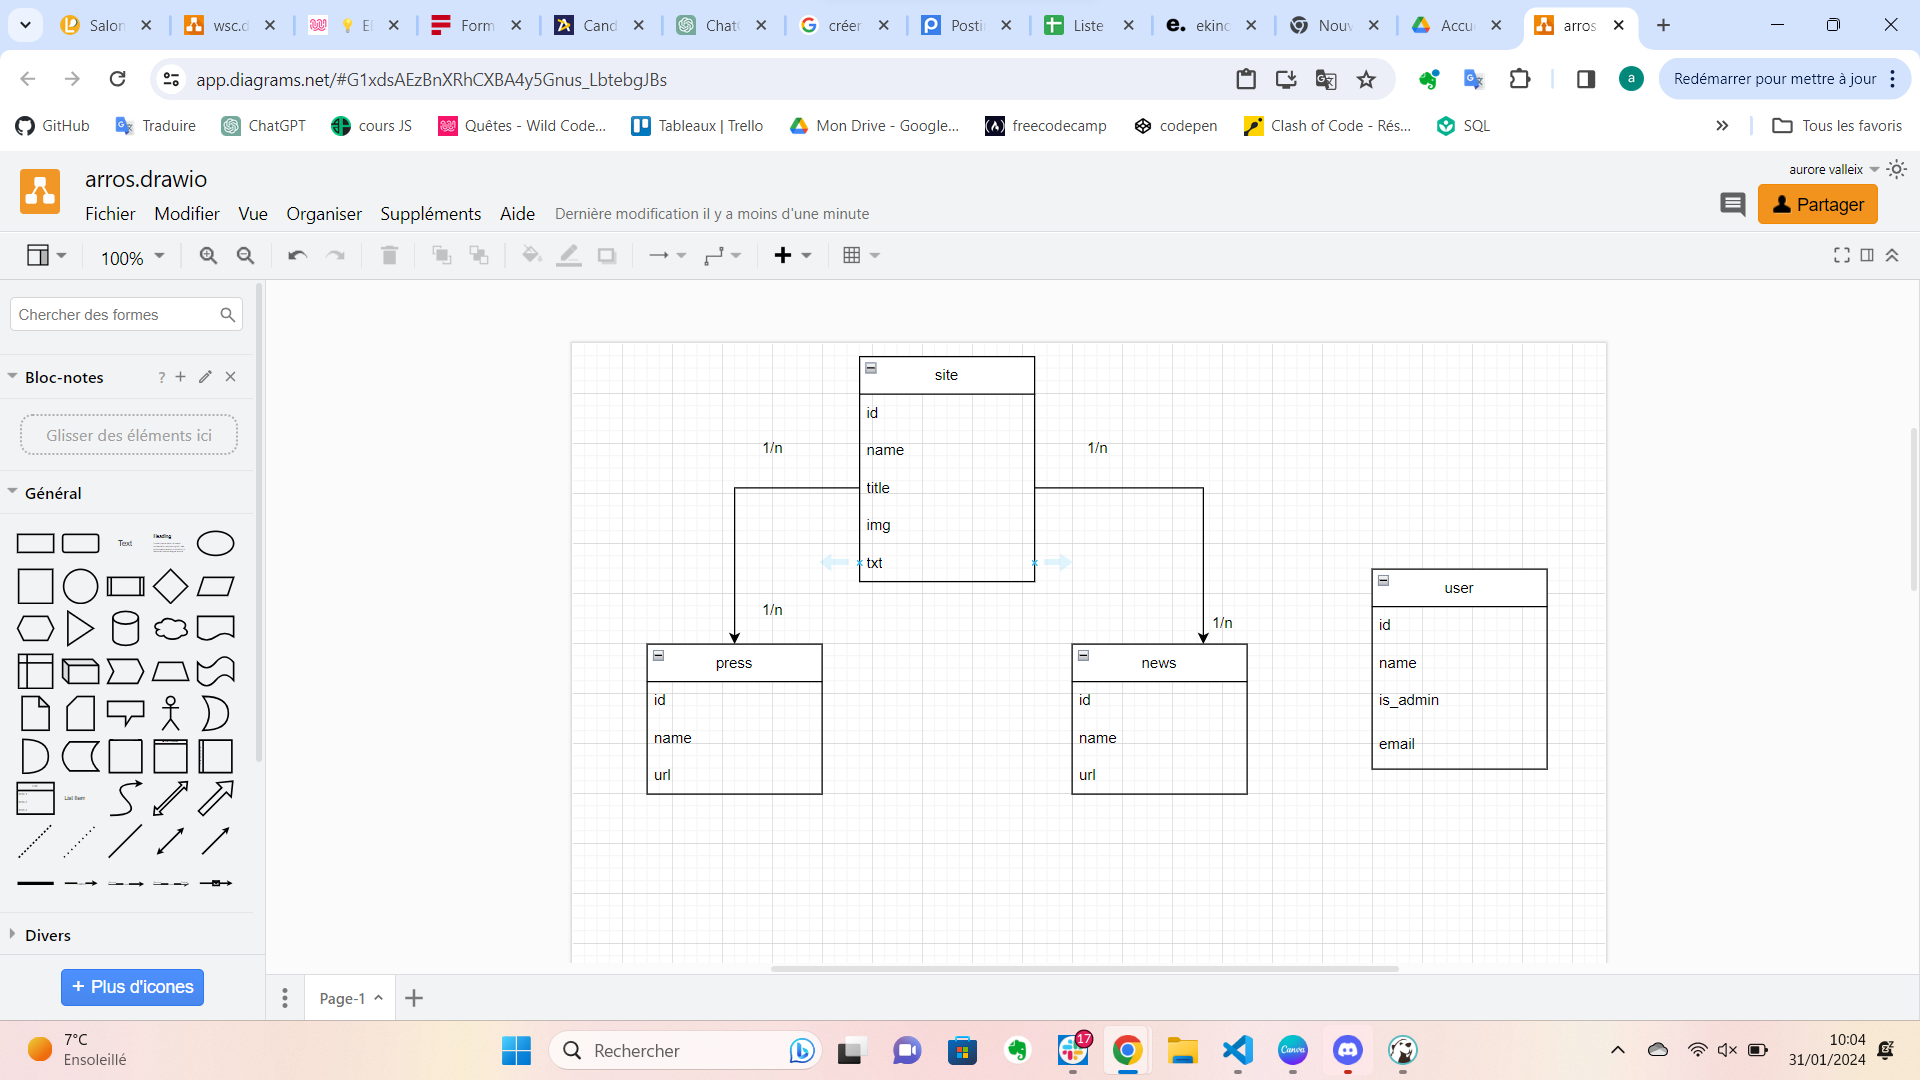 Salon
wsc.d
El
Form
Cand
Chat
créer
Posti
Liste
ekinc
Nouv
Accu
arros
app.diagrams.net/#G1xdsAEzBnXRhCXBA4y5Gnus_LbtebgJBs
a
Redémarrer pour mettre à jour
GitHub
Traduire
ChatGPT
cours JS
Quêtes - Wild Code...
Tableaux | Trello
Mon Drive - Google...
freecodecamp
codepen
Clash of Code - Rés...
SQL
Tous les favoris
arros.drawio
aurore valleix
Fichier Modifier Vue Organiser Suppléments Aide Dernière modification il y a moins d'une minute
Partager
100%
Chercher des formes
Bloc-notes
?
Glisser des éléments ici
Général
Text
Heading
List Item
Divers
+ Plus d'icones
site
id
name
title
img
txt
1/n
1/n
1/n
1/n
press
id
name
url
news
id
name
url
user
id
name
is_admin
email
Page-1
7°C
Ensoleillé
Rechercher
17
Canva
10:04
31/01/2024